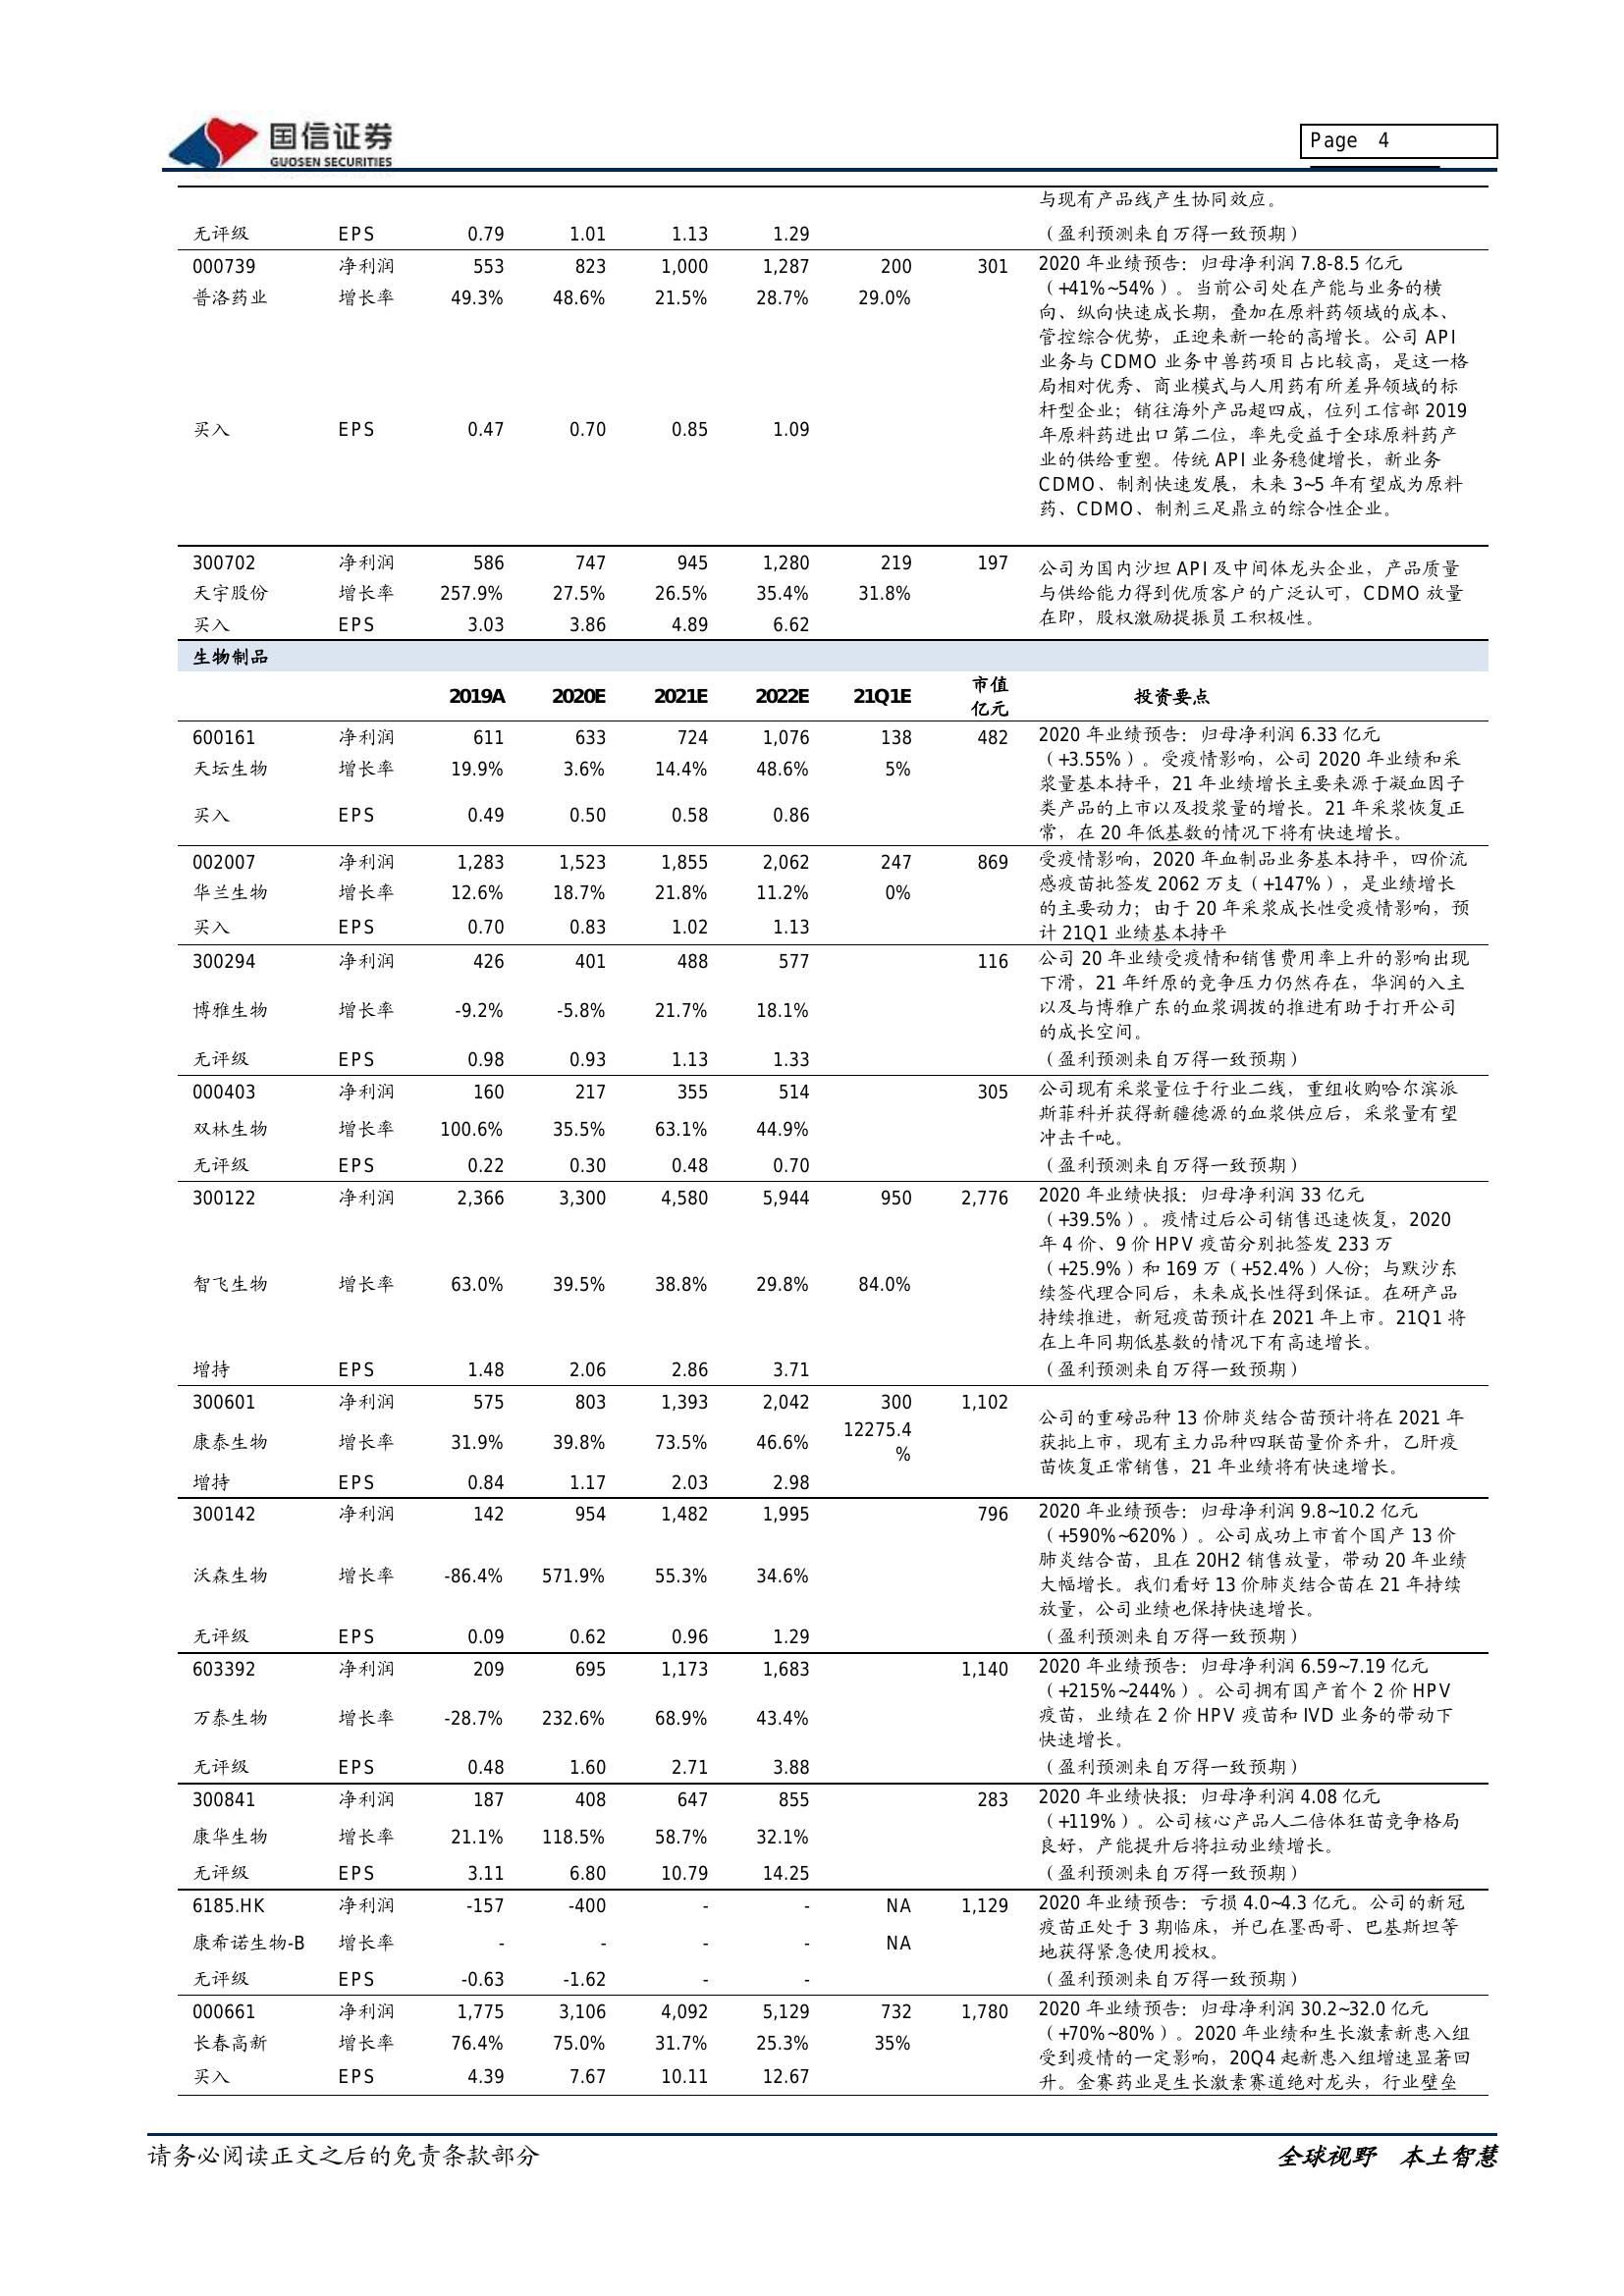 国信证券
GUOSEN SECURITIES
Page 4
与现有产品线产生协同效应。
无评级 EPS 0.79 1.01 1.13 1.29 （盈利预测来自万得一致预期）
000739 净利润 553 823 1,000 1,287 200 301 2020 年业绩预告：归母净利润 7.8-8.5 亿元
普洛药业 增长率 49.3% 48.6% 21.5% 28.7% 29.0% （+41%~54%）。当前公司处在产能与业务的横
向、纵向快速成长期，叠加在原料药领域的成本、
管控综合优势，正迎来新一轮的高增长。公司 API
业务与 CDMO 业务中兽药项目占比较高，是这一格
局相对优秀、商业模式与人用药有所差异领域的标
杆型企业；销往海外产品超四成，位列工信部 2019
买入 EPS 0.47 0.70 0.85 1.09 年原料药进出口第二位，率先受益于全球原料药产
业的供给重塑。传统 API 业务稳健增长，新业务
CDMO、制剂快速发展，未来 3~5 年有望成为原料
药、CDMO、制剂三足鼎立的综合性企业。
300702 净利润 586 747 945 1,280 219 197 公司为国内沙坦 API 及中间体龙头企业，产品质量
天宇股份 增长率 257.9% 27.5% 26.5% 35.4% 31.8% 与供给能力得到优质客户的广泛认可，CDMO 放量
买入 EPS 3.03 3.86 4.89 6.62 在即，股权激励提振员工积极性。
生物制品
2019A 2020E 2021E 2022E 21Q1E 市值 投资要点
亿元
600161 净利润 611 633 724 1,076 138 482 2020 年业绩预告：归母净利润 6.33 亿元
天坛生物 增长率 19.9% 3.6% 14.4% 48.6% 5% （+3.55%）。受疫情影响，公司 2020 年业绩和采
浆量基本持平，21 年业绩增长主要来源于凝血因子
买入 EPS 0.49 0.50 0.58 0.86 类产品的上市以及投浆量的增长。21 年采浆恢复正
常，在 20 年低基数的情况下将有快速增长。
002007 净利润 1,283 1,523 1,855 2,062 247 869 受疫情影响，2020 年血制品业务基本持平，四价流
华兰生物 增长率 12.6% 18.7% 21.8% 11.2% 0% 感疫苗批签发 2062 万支（+147%），是业绩增长
买入 EPS 0.70 0.83 1.02 1.13 的主要动力；由于 20 年采浆成长性受疫情影响，预
计 21Q1 业绩基本持平
300294 净利润 426 401 488 577 116 公司 20 年业绩受疫情和销售费用率上升的影响出现
下滑，21 年纤原的竞争压力仍然存在，华润的入主
博雅生物 增长率 -9.2% -5.8% 21.7% 18.1% 以及与博雅广东的血浆调拨的推进有助于打开公司
的成长空间。
无评级 EPS 0.98 0.93 1.13 1.33 （盈利预测来自万得一致预期）
000403 净利润 160 217 355 514 305 公司现有采浆量位于行业二线，重组收购哈尔滨派
双林生物 增长率 100.6% 35.5% 63.1% 44.9% 斯菲科并获得新疆德源的血浆供应后，采浆量有望
冲击千吨。
无评级 EPS 0.22 0.30 0.48 0.70 （盈利预测来自万得一致预期）
300122 净利润 2,366 3,300 4,580 5,944 950 2,776 2020 年业绩快报：归母净利润 33 亿元
（+39.5%）。疫情过后公司销售迅速恢复，2020
年 4 价、9 价 HPV 疫苗分别批签发 233 万
智飞生物 增长率 63.0% 39.5% 38.8% 29.8% 84.0% （+25.9%）和 169 万（+52.4%）人份；与默沙东
续签代理合同后，未来成长性得到保证。在研产品
持续推进，新冠疫苗预计在 2021 年上市。21Q1 将
在上年同期低基数的情况下有高速增长。
增持 EPS 1.48 2.06 2.86 3.71 （盈利预测来自万得一致预期）
300601 净利润 575 803 1,393 2,042 300 1,102 公司的重磅品种 13 价肺炎结合苗预计将在 2021 年
康泰生物 增长率 31.9% 39.8% 73.5% 46.6% 12275.4 获批上市，现有主力品种四联苗量价齐升，乙肝疫
%
增持 EPS 0.84 1.17 2.03 2.98 苗恢复正常销售，21 年业绩将有快速增长。
300142 净利润 142 954 1,482 1,995 796 2020 年业绩预告：归母净利润 9.8~10.2 亿元
（+590%~620%）。公司成功上市首个国产 13 价
沃森生物 增长率 -86.4% 571.9% 55.3% 34.6% 肺炎结合苗，且在 20H2 销售放量，带动 20 年业绩
大幅增长。我们看好 13 价肺炎结合苗在 21 年持续
放量，公司业绩也保持快速增长。
无评级 EPS 0.09 0.62 0.96 1.29 （盈利预测来自万得一致预期）
603392 净利润 209 695 1,173 1,683 1,140 2020 年业绩预告：归母净利润 6.59~7.19 亿元
（+215%~244%）。公司拥有国产首个 2 价 HPV
万泰生物 增长率 -28.7% 232.6% 68.9% 43.4% 疫苗，业绩在 2 价 HPV 疫苗和 IVD 业务的带动下
快速增长。
无评级 EPS 0.48 1.60 2.71 3.88 （盈利预测来自万得一致预期）
300841 净利润 187 408 647 855 283 2020 年业绩快报：归母净利润 4.08 亿元
康华生物 增长率 21.1% 118.5% 58.7% 32.1% （+119%）。公司核心产品人二倍体狂苗竞争格局
良好，产能提升后将拉动业绩增长。
无评级 EPS 3.11 6.80 10.79 14.25 （盈利预测来自万得一致预期）
6185.HK 净利润 -157 -400 - - NA 1,129 2020 年业绩预告：亏损 4.0~4.3 亿元。公司的新冠
康希诺生物-B 增长率 - - - - NA 疫苗正处于 3 期临床，并已在墨西哥、巴基斯坦等
地获得紧急使用授权。
无评级 EPS -0.63 -1.62 - - （盈利预测来自万得一致预期）
000661 净利润 1,775 3,106 4,092 5,129 732 1,780 2020 年业绩预告：归母净利润 30.2~32.0 亿元
长春高新 增长率 76.4% 75.0% 31.7% 25.3% 35% （+70%~80%）。2020 年业绩和生长激素新患入组
受到疫情的一定影响，20Q4 起新患入组增速显著回
买入 EPS 4.39 7.67 10.11 12.67 升。金赛药业是生长激素赛道绝对龙头，行业壁垒
请务必阅读正文之后的免责条款部分 全球视野 本土智慧